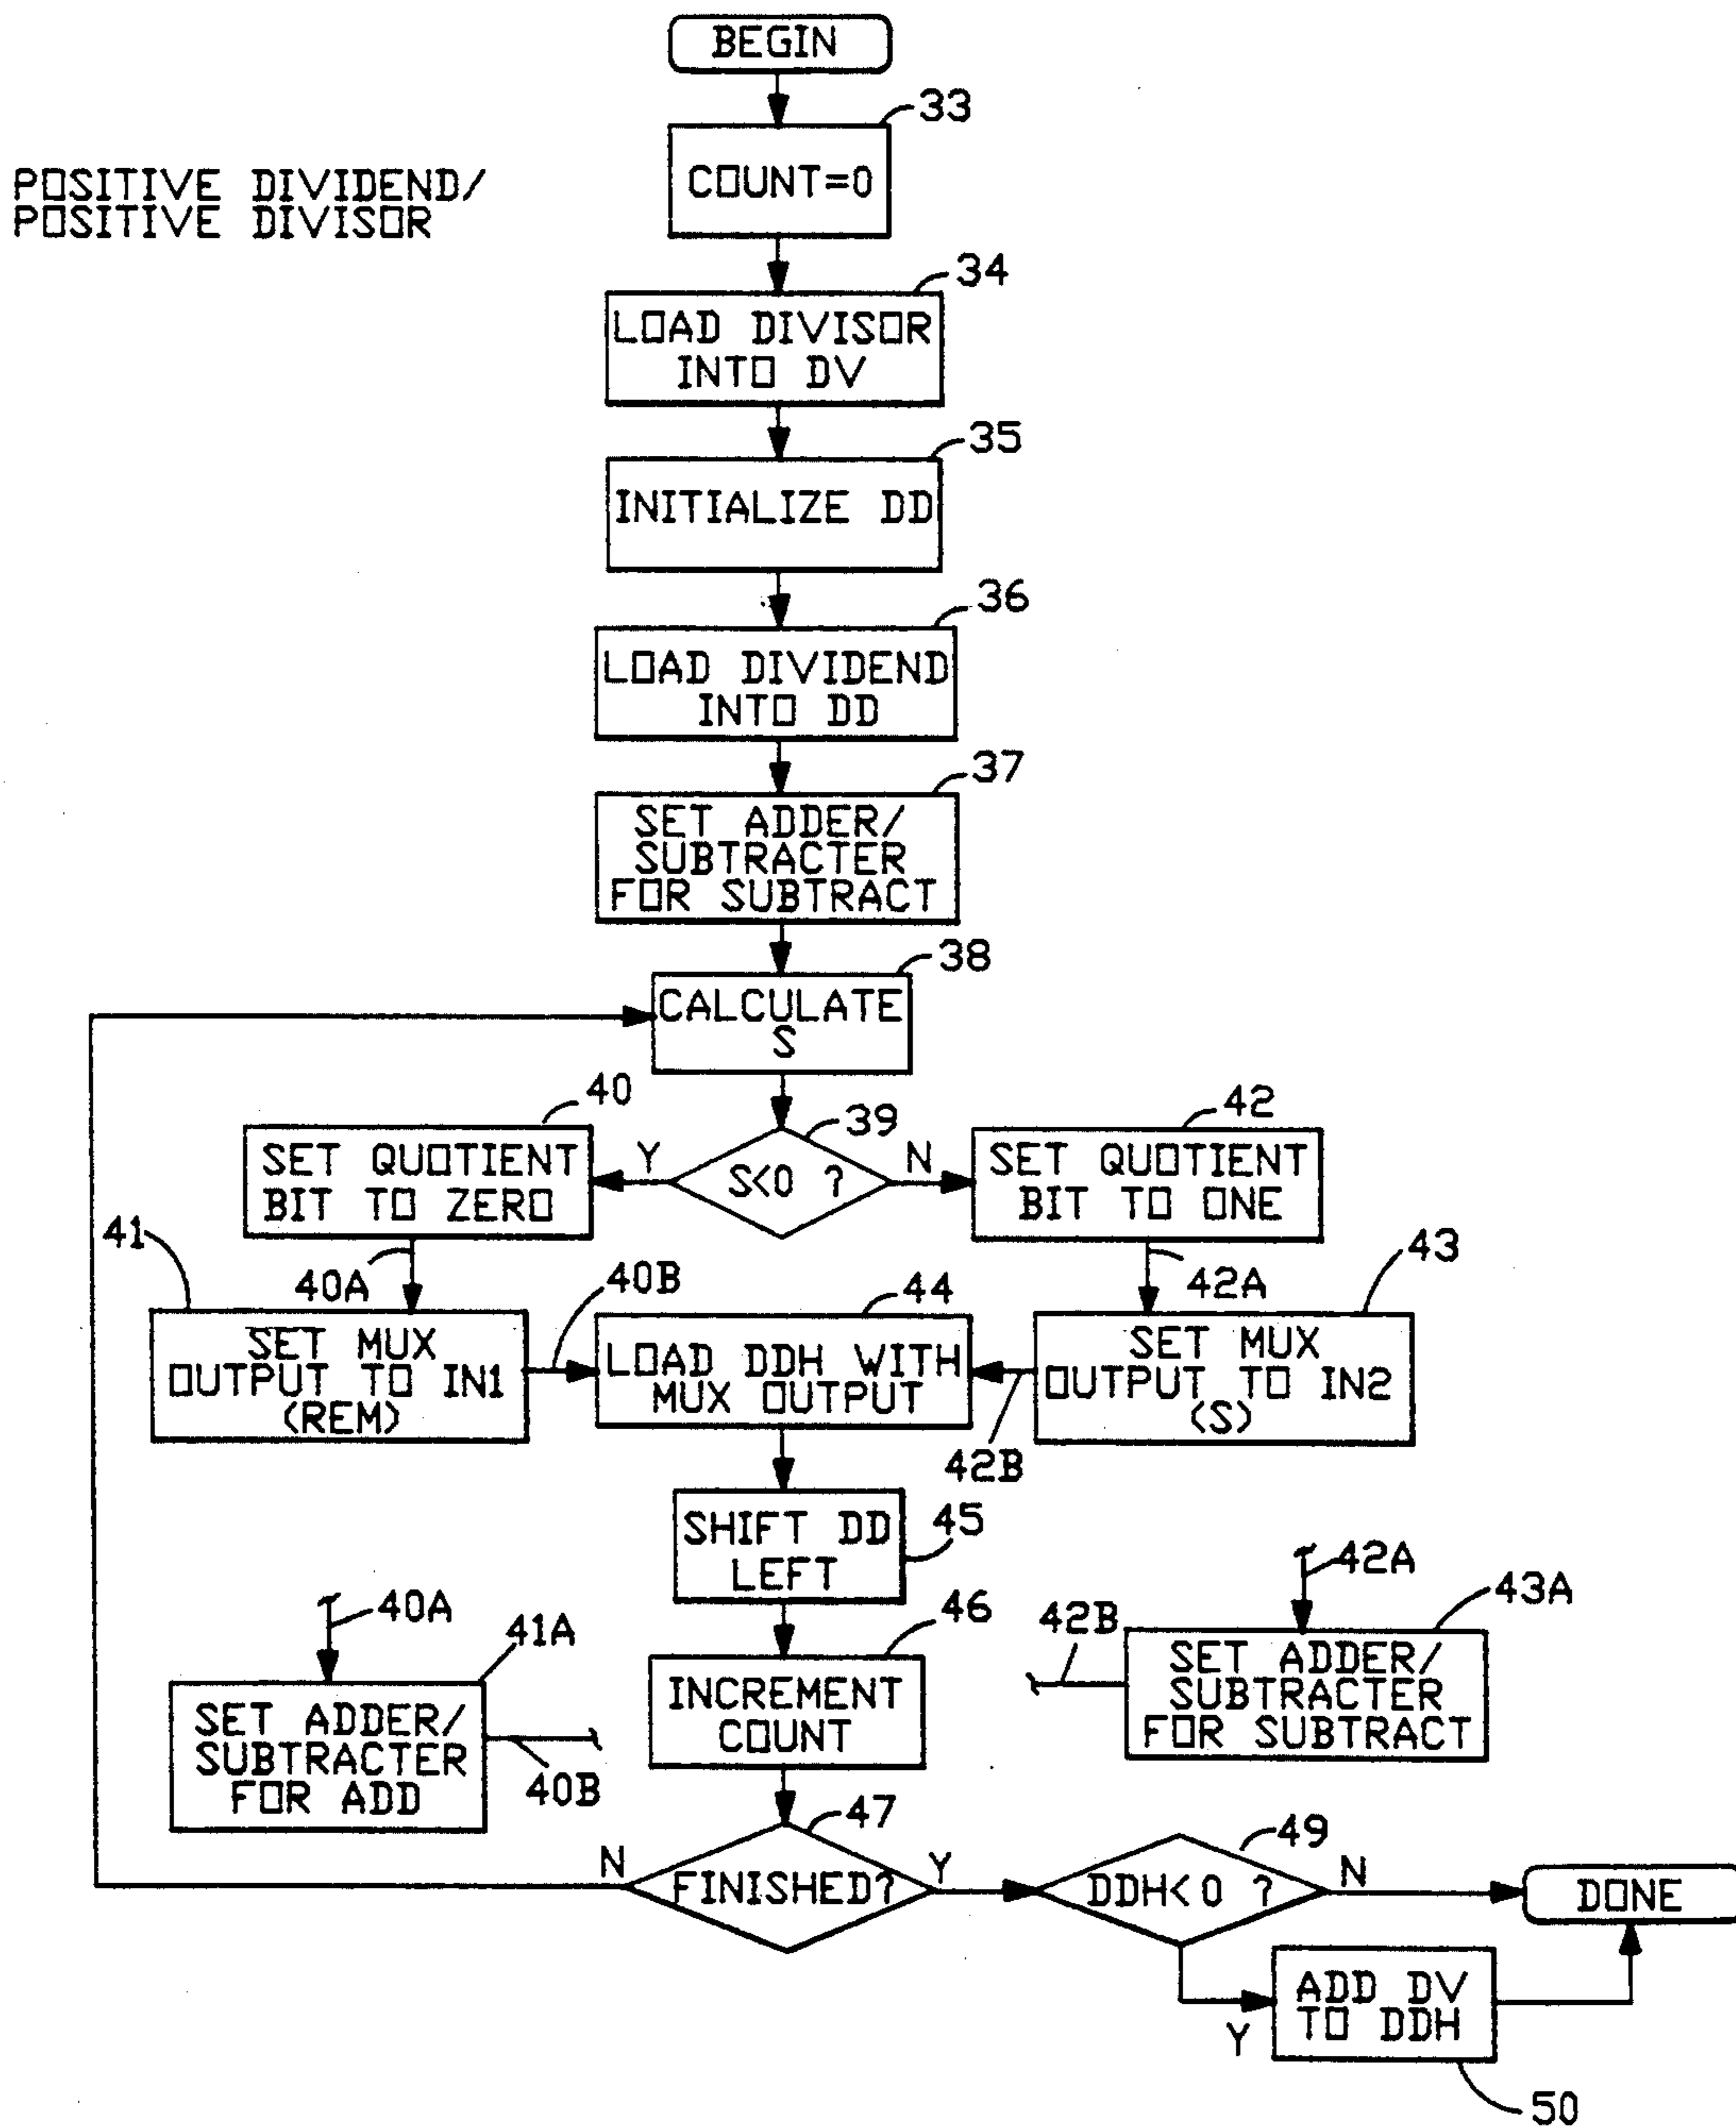 BEGIN
33
COUNT=0
POSITIVE DIVIDEND/
POSITIVE DIVISOR
34
LOAD DIVISOR
INTO DV
35
INITIALIZE DD
36
LOAD DIVIDEND
INTO DD
37
SET ADDER/
SUBTRACTER
FOR SUBTRACT
38
CALCULATE
S
40
SET QUOTIENT
BIT TO ZERO
Y
39
S<0 ?
N
42
SET QUOTIENT
BIT TO ONE
41
40A
SET MUX
OUTPUT TO IN1
(REM)
40B
44
LOAD DDH WITH
MUX OUTPUT
42A
43
SET MUX
OUTPUT TO IN2
(S)
42B
SHIFT DD
LEFT
45
40A
41A
SET ADDER/
SUBTRACTER
FOR ADD
40B
46
INCREMENT
COUNT
42A
43A
42B
SET ADDER/
SUBTRACTER
FOR SUBTRACT
47
N
FINISHED?
Y
49
DDH<0 ?
N
DONE
Y
ADD DV
TO DDH
50